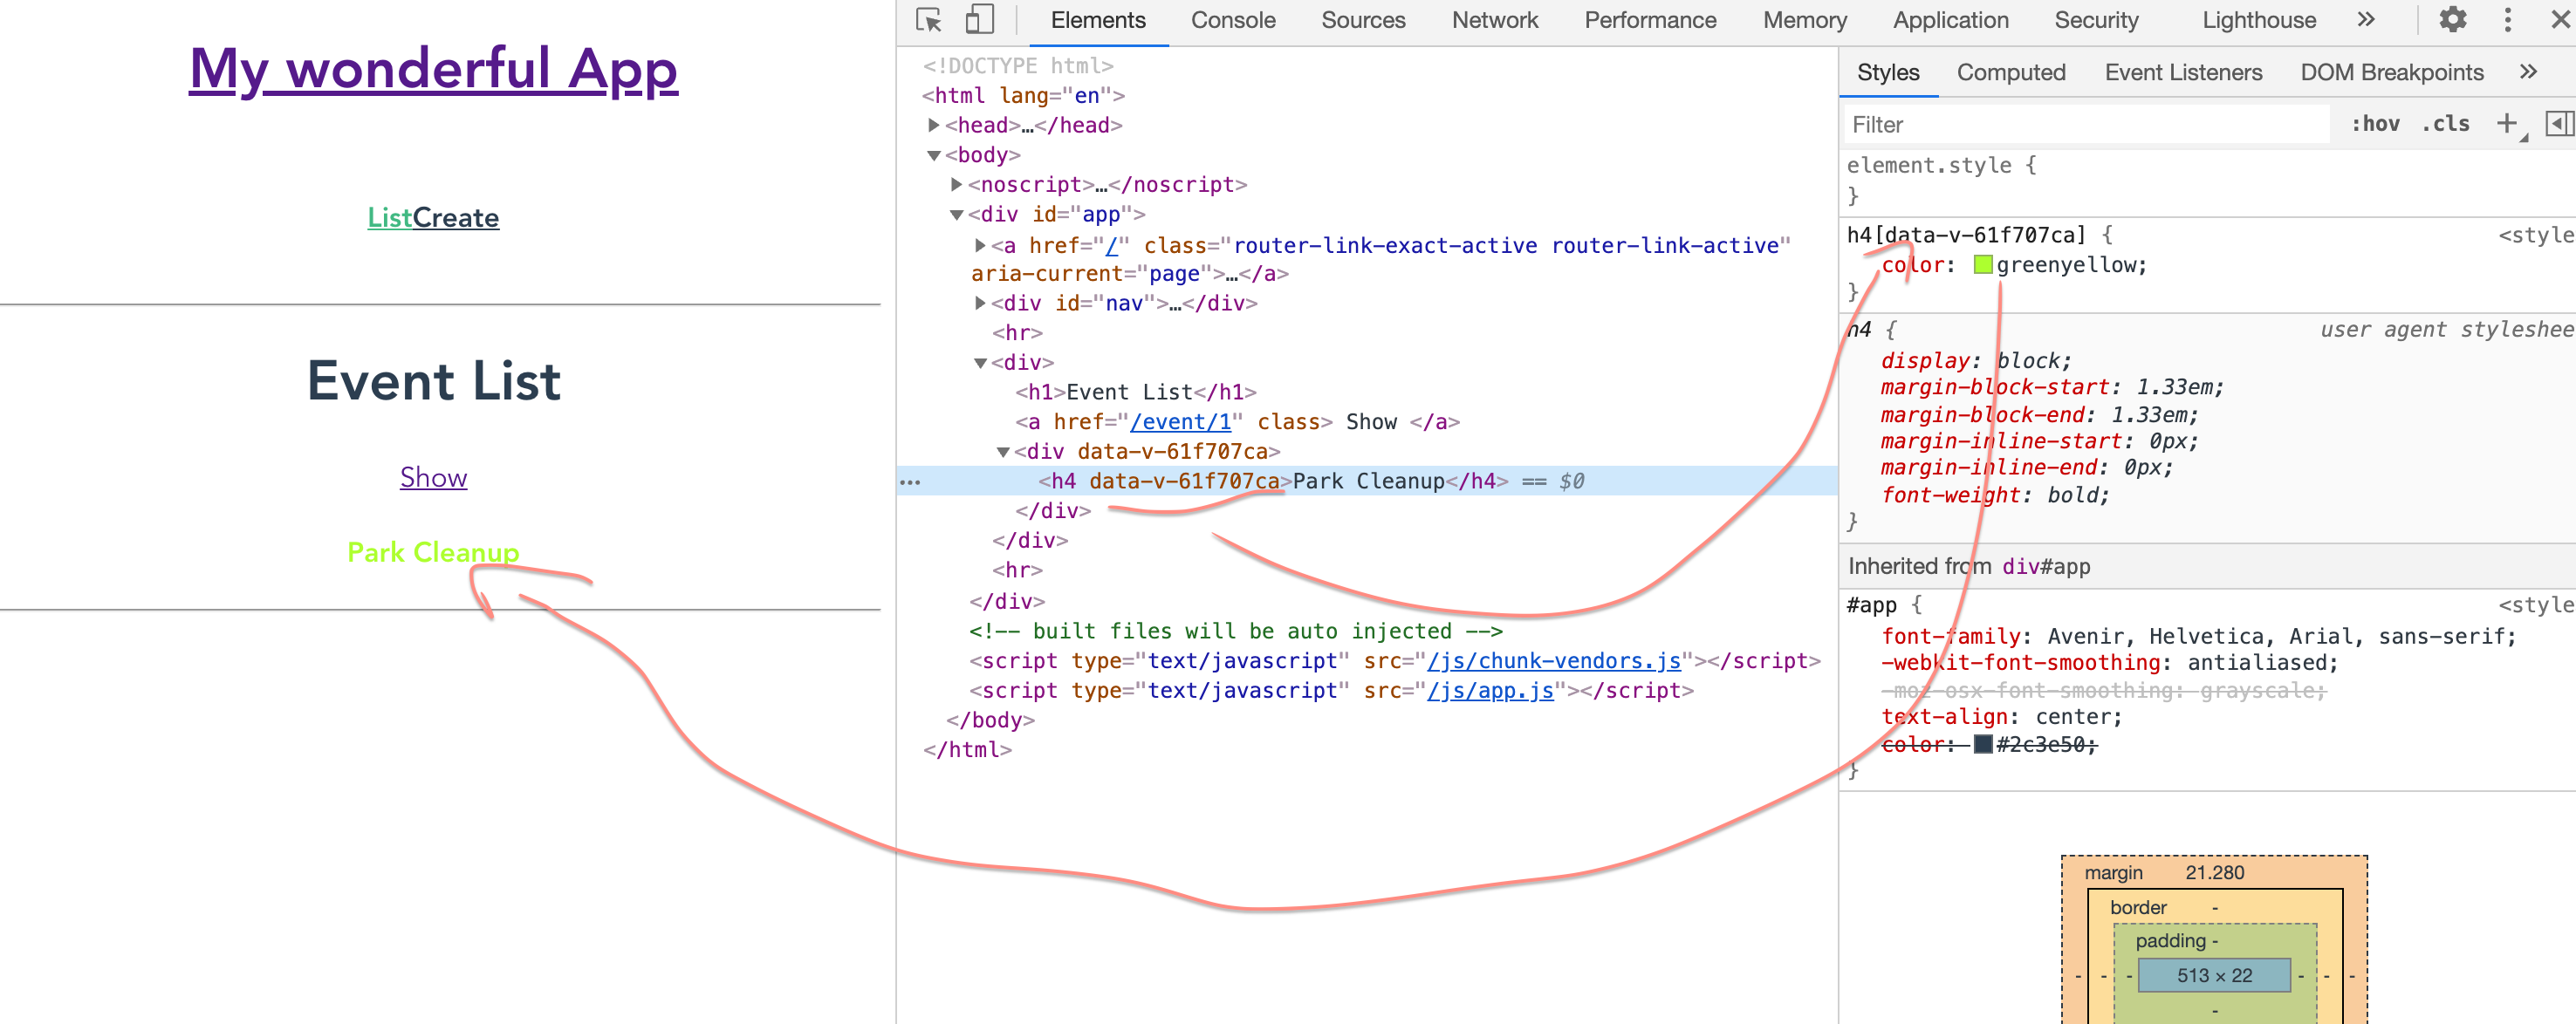 My wonderful App
ListCreate
Event List
Show
Park Cleanup
Elements Console Sources Network Performance Memory Application Security Lighthouse »
<!DOCTYPE html>
<html lang="en">
▶<head>…</head>
▼<body>
▶<noscript>…</noscript>
▼<div id="app">
▶<a href="/" class="router-link-exact-active router-link-active"
aria-current="page">…</a>
▶<div id="nav">…</div>
<hr>
▼<div>
<h1>Event List</h1>
<a href="/event/1" class> Show </a>
▼<div data-v-61f707ca>
<h4 data-v-61f707ca>Park Cleanup</h4> == $0
</div>
</div>
<hr>
</div>
<!-- built files will be auto injected -->
<script type="text/javascript" src="/js/chunk-vendors.js"></script>
<script type="text/javascript" src="/js/app.js"></script>
</body>
</html>
Styles Computed Event Listeners DOM Breakpoints »
Filter :hov .cls +
element.style {
}
h4[data-v-61f707ca] { <style
color: greenyellow;
}
h4 { user agent styleshee
display: block;
margin-block-start: 1.33em;
margin-block-end: 1.33em;
margin-inline-start: 0px;
margin-inline-end: 0px;
font-weight: bold;
}
Inherited from div#app
#app { <style
font-family: Avenir, Helvetica, Arial, sans-serif;
-webkit-font-smoothing: antialiased;
-moz-osx-font-smoothing: grayscale;
text-align: center;
color: #2c3e50;
}
margin 21.280
border -
padding -
- - - 513 × 22 - - -
-